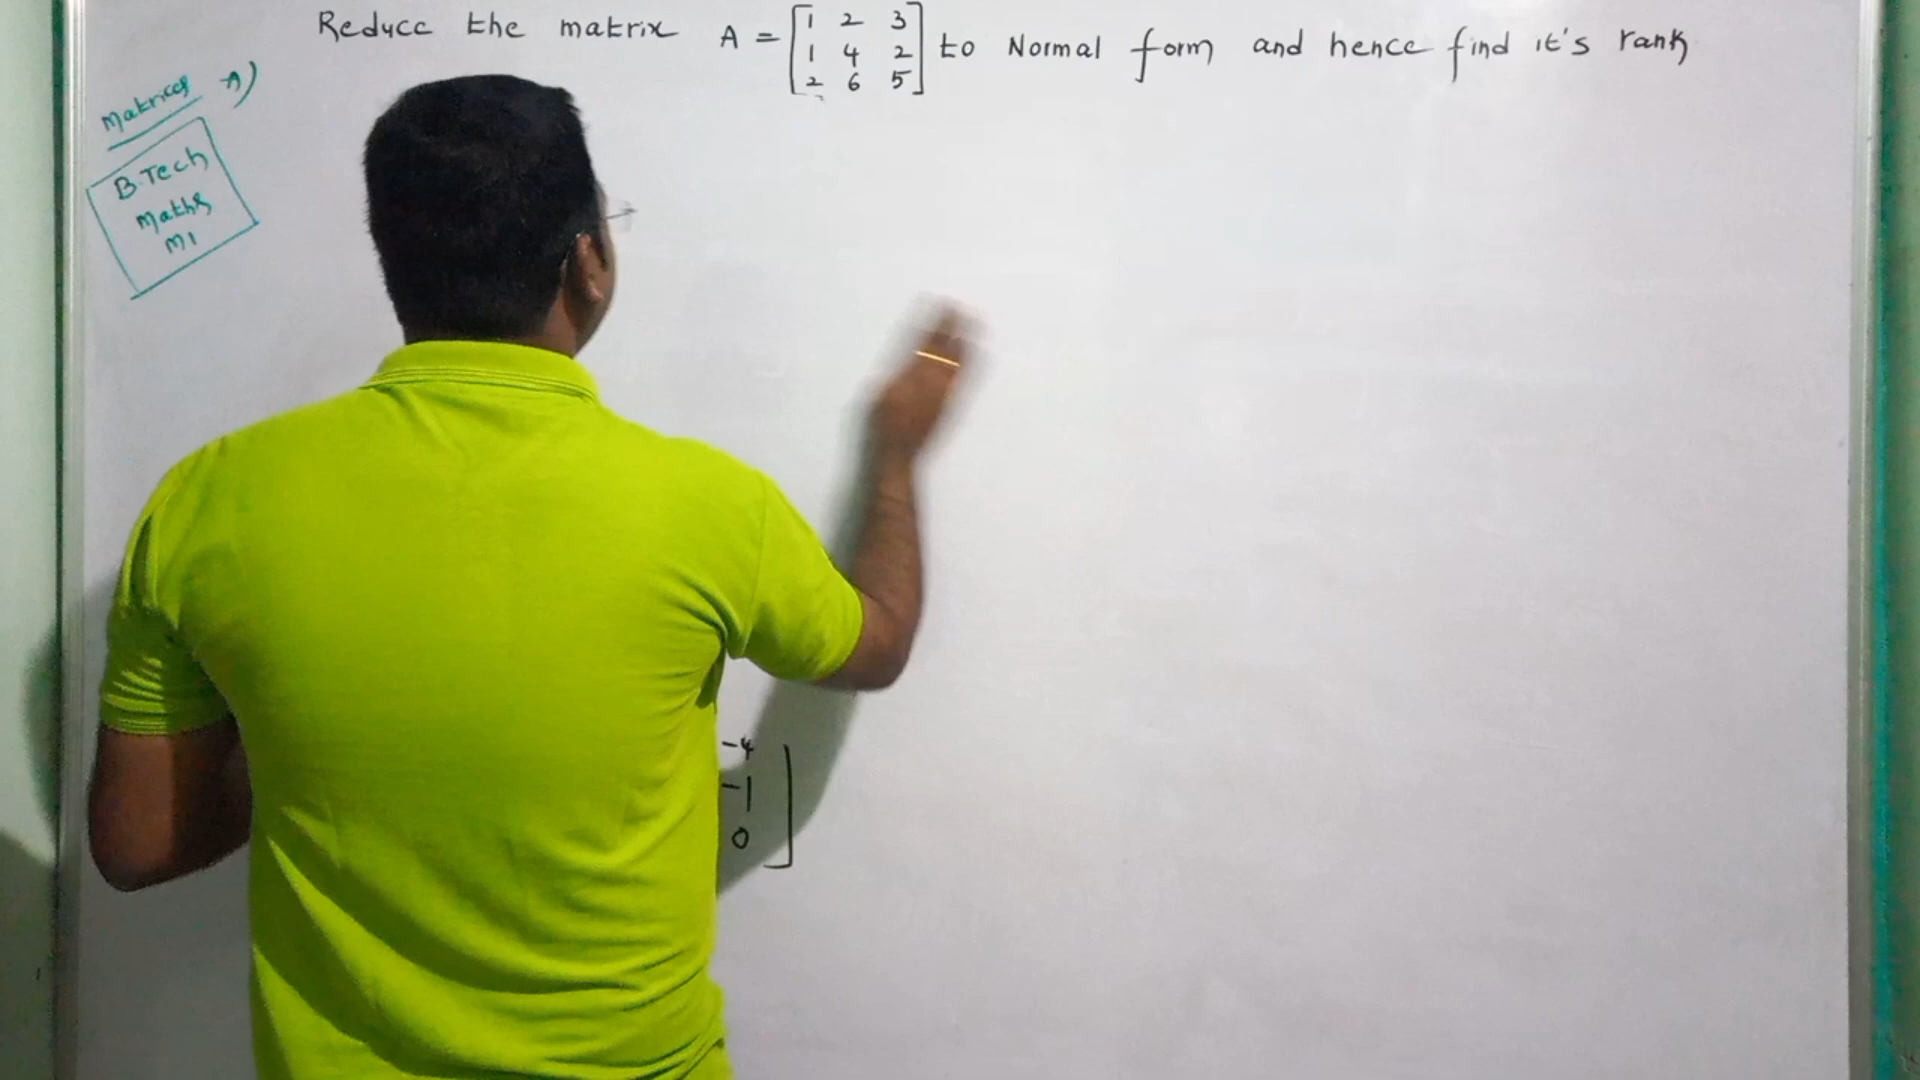 Reduce the matrix A = [1 2 3
1 4 2
2 6 5] to Normal form and hence find it's rank
Matrices A)
B.Tech
Maths
M1
-4
-1
0